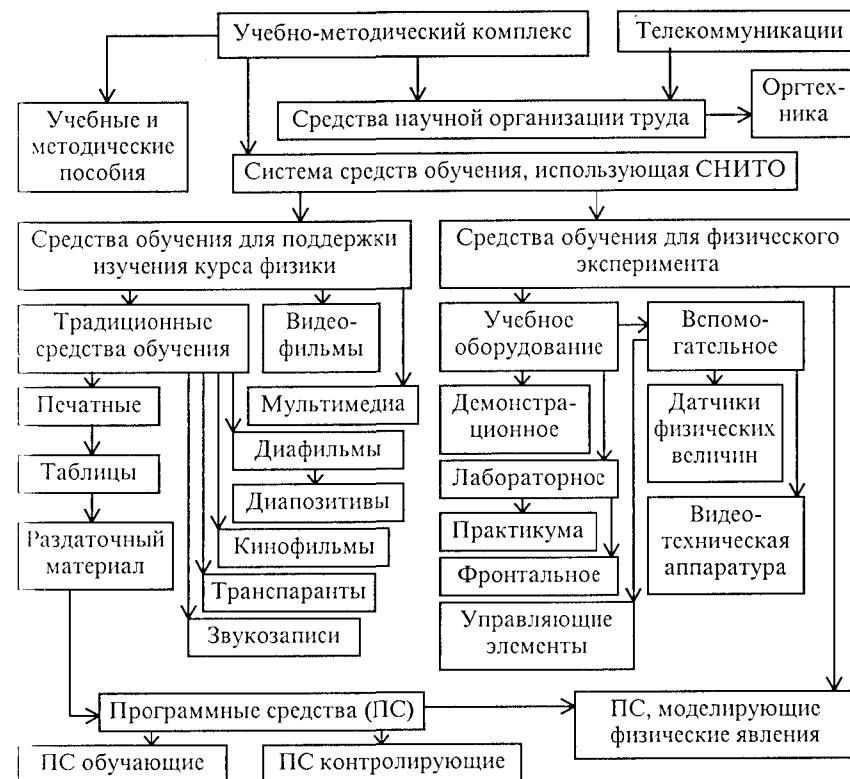 Учебно-методический комплекс
Телекоммуникации
Учебные и
методические
пособия
Средства научной организации труда
Оргтех-
ника
Система средств обучения, использующая СНИТО
Средства обучения для поддержки
изучения курса физики
Средства обучения для физического
эксперимента
Традиционные
средства обучения
Видео-
фильмы
Учебное
оборудование
Вспомо-
гательное
Печатные
Мультимедиа
Демонстра-
ционное
Датчики
физических
величин
Таблицы
Диафильмы
Лабораторное
Диапозитивы
Раздаточный
материал
Кинофильмы
Практикума
Видео-
техническая
аппаратура
Транспаранты
Фронтальное
Звукозаписи
Управляющие
элементы
Программные средства (ПС)
ПС, моделирующие
физические явления
ПС обучающие
ПС контролирующие